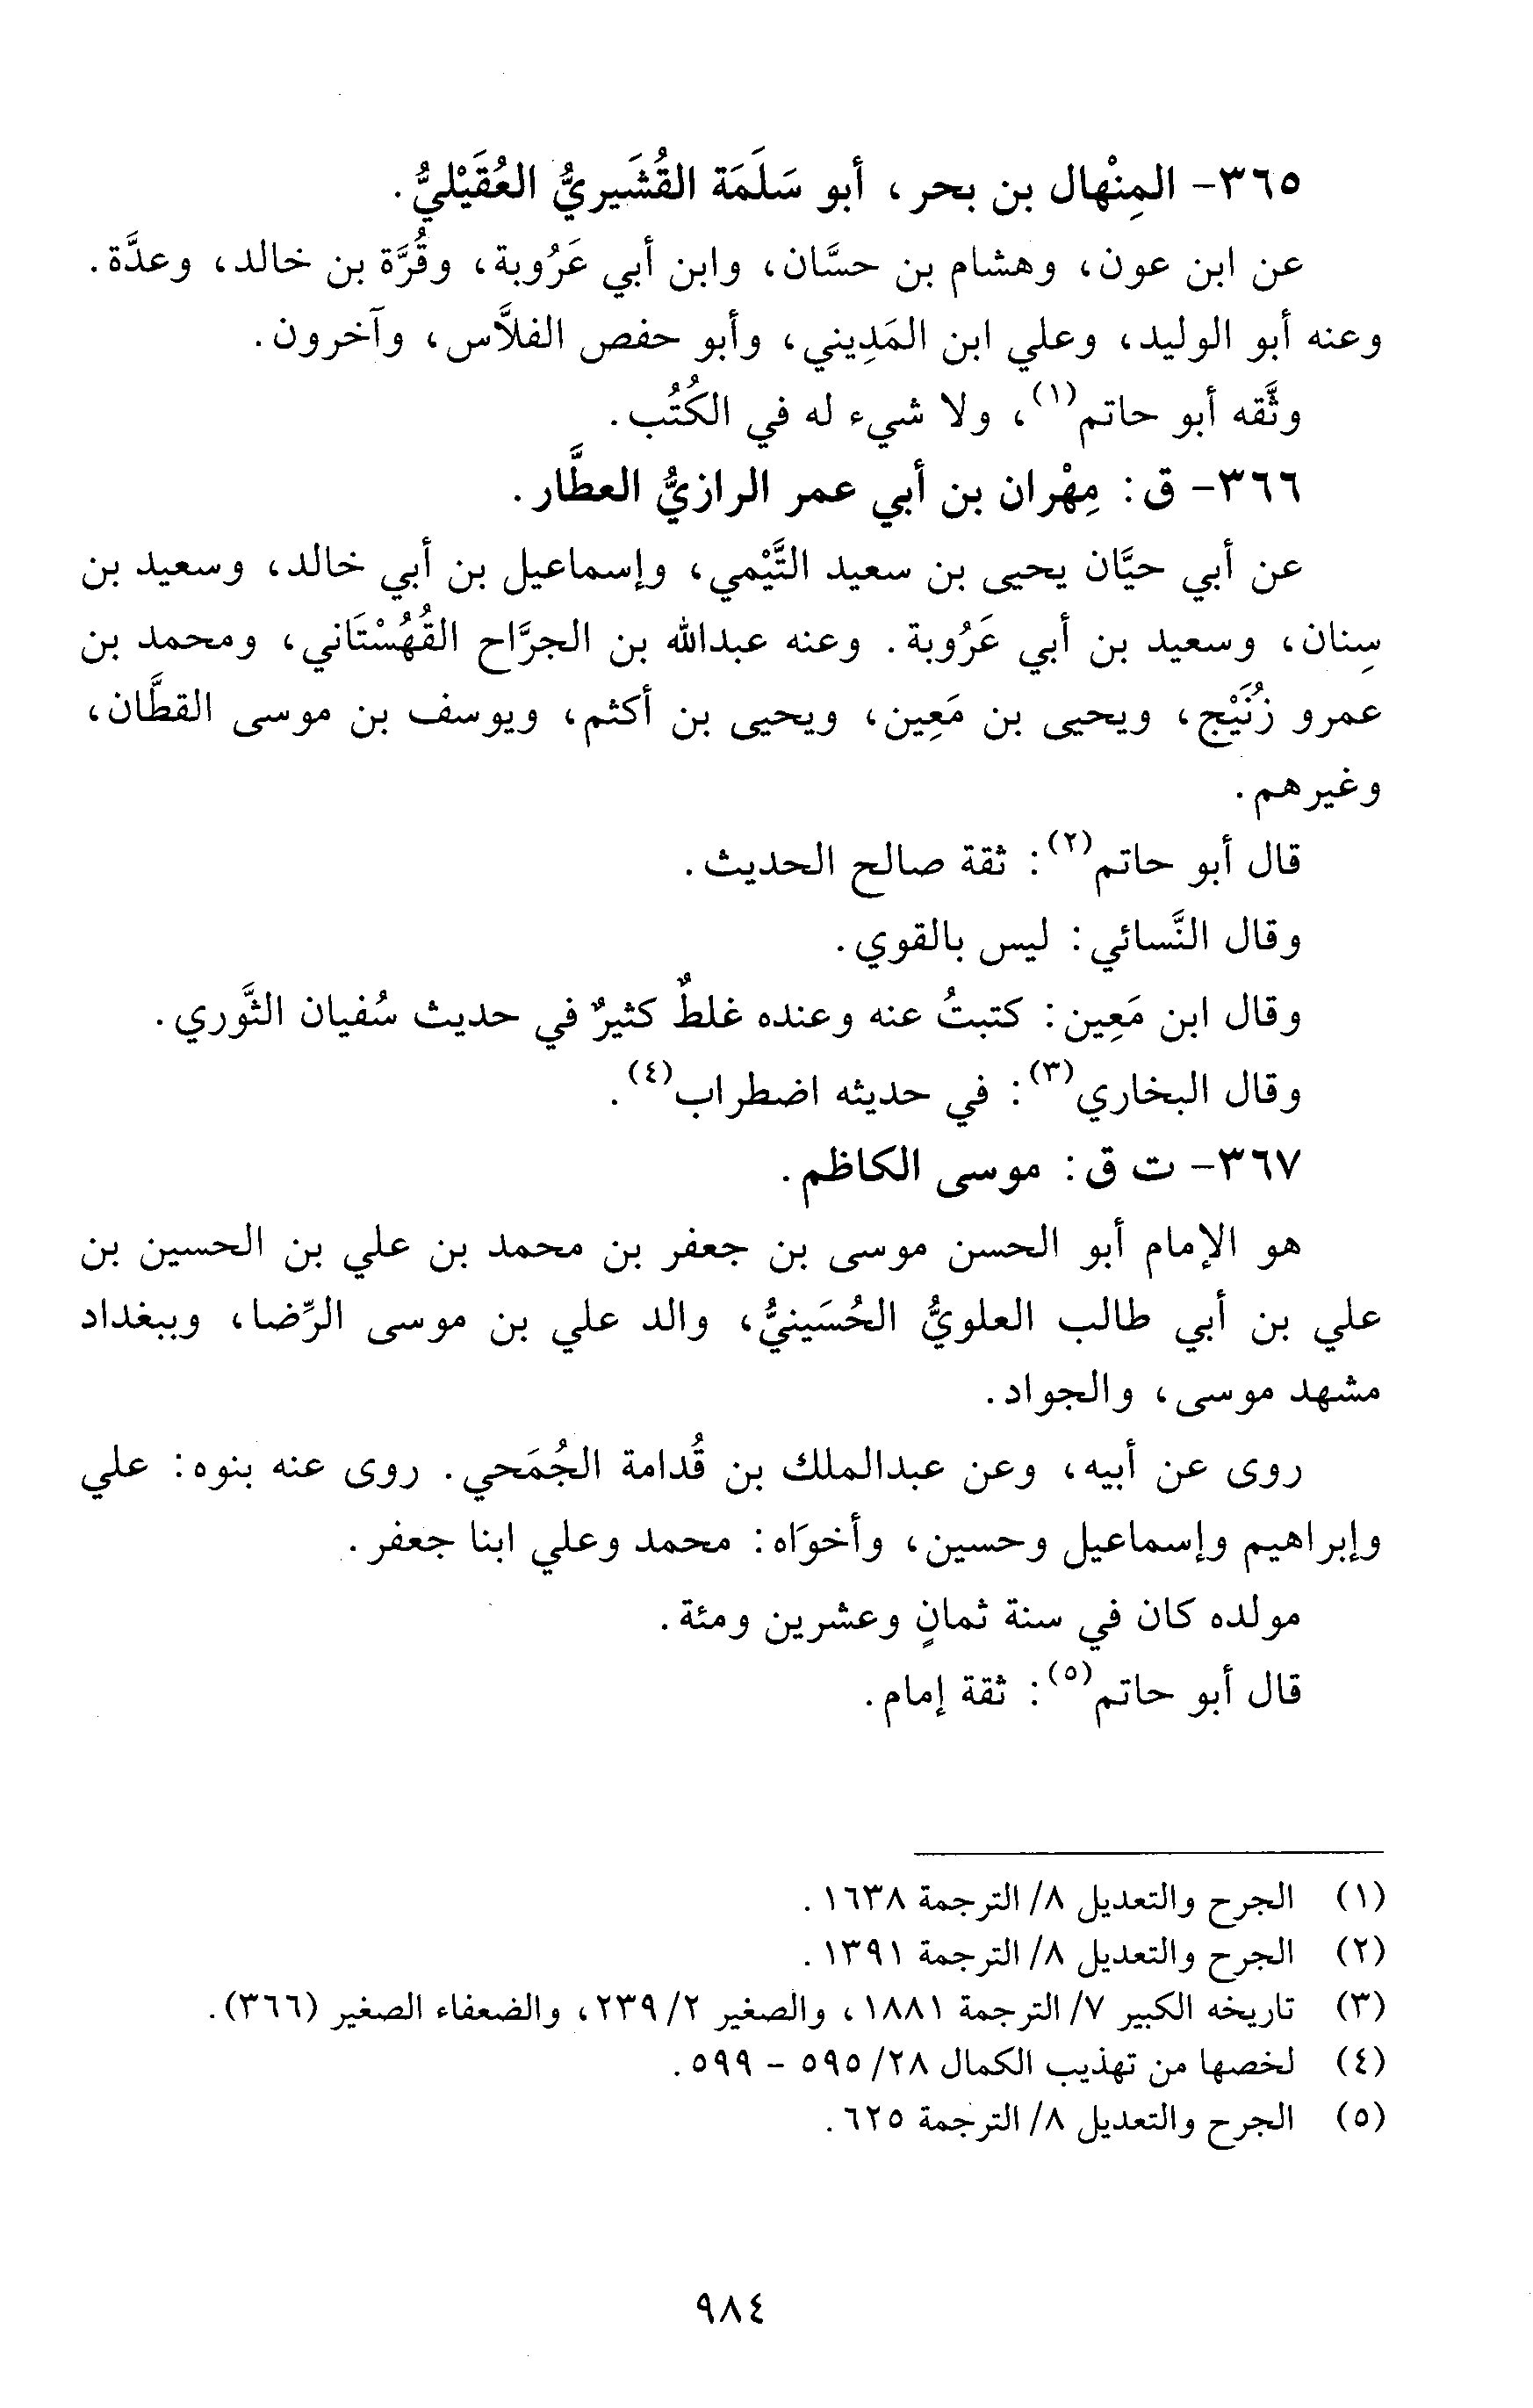 ٣٦٥- المِنْهال بن بحر، أبو سَلَمَة القُشَيريُّ العُقَيْليُّ.
عن ابن عون، وهشام بن حسَّان، وابن أبي عَرُوبة، وقُرَّة بن خالد، وعدَّة.
وعنه أبو الوليد، وعلي ابن المَدِيني، وأبو حفص الفلاَّس، وآخرون.
وثَّقه أبو حاتم(١)، ولا شيء له في الكُتُب.
٣٦٦- ق: مِهْران بن أبي عمر الرازيُّ العطَّار.
عن أبي حيَّان يحيى بن سعيد التَّيْمي، وإسماعيل بن أبي خالد، وسعيد بن
سِنان، وسعيد بن أبي عَرُوبة. وعنه عبدالله بن الجرَّاح القُهُسْتَاني، ومحمد بن
عمرو زُنَيْج، ويحيى بن مَعِين، ويحيى بن أكثم، ويوسف بن موسى القطَّان،
وغيرهم.
قال أبو حاتم(٢): ثقة صالح الحديث.
وقال النَّسائي: ليس بالقوي.
وقال ابن مَعِين: كتبتُ عنه وعنده غلطٌ كثيرٌ في حديث سُفيان الثَّوري.
وقال البخاري(٣): في حديثه اضطراب(٤).
٣٦٧- ت ق: موسى الكاظم.
هو الإمام أبو الحسن موسى بن جعفر بن محمد بن علي بن الحسين بن
علي بن أبي طالب العلويُّ الحُسَينيُّ، والد علي بن موسى الرِّضا، وببغداد
مشهد موسى، والجواد.
روى عن أبيه، وعن عبدالملك بن قُدامة الجُمَحي. روى عنه بنوه: علي
وإبراهيم وإسماعيل وحسين، وأخوَاه: محمد وعلي ابنا جعفر.
مولده كان في سنة ثمانٍ وعشرين ومئة.
قال أبو حاتم(٥): ثقة إمام.
(١) الجرح والتعديل ٨/ الترجمة ١٦٣٨.
(٢) الجرح والتعديل ٨/ الترجمة ١٣٩١.
(٣) تاريخه الكبير ٧/ الترجمة ١٨٨١، والصغير ٢/ ٢٣٩، والضعفاء الصغير (٣٦٦).
(٤) لخصها من تهذيب الكمال ٢٨/ ٥٩٥ - ٥٩٩.
(٥) الجرح والتعديل ٨/ الترجمة ٦٢٥.
٩٨٤